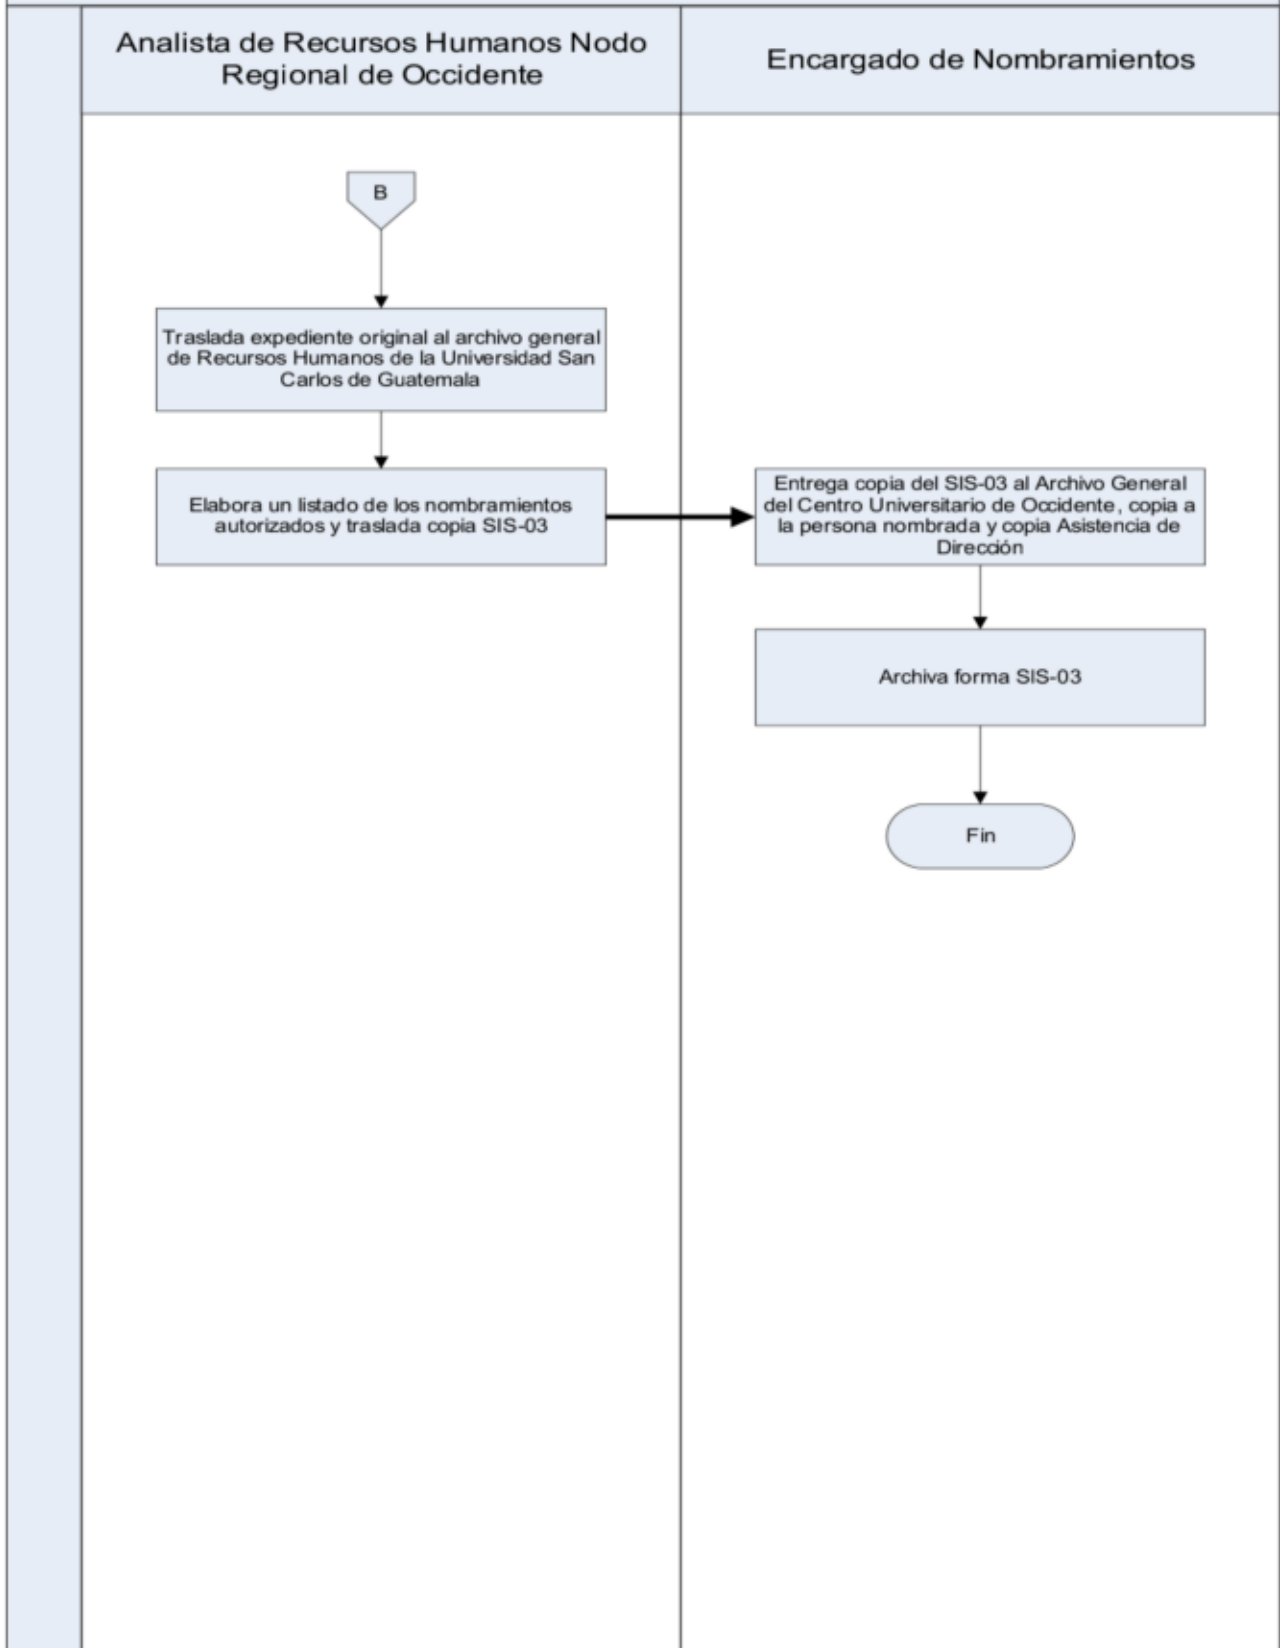 Analista de Recursos Humanos Nodo
Regional de Occidente
Encargado de Nombramientos
B
Traslada expediente original al archivo general
de Recursos Humanos de la Universidad San
Carlos de Guatemala
Elabora un listado de los nombramientos
autorizados y traslada copia SIS-03
Entrega copia del SIS-03 al Archivo General
del Centro Universitario de Occidente, copia a
la persona nombrada y copia Asistencia de
Dirección
Archiva forma SIS-03
Fin